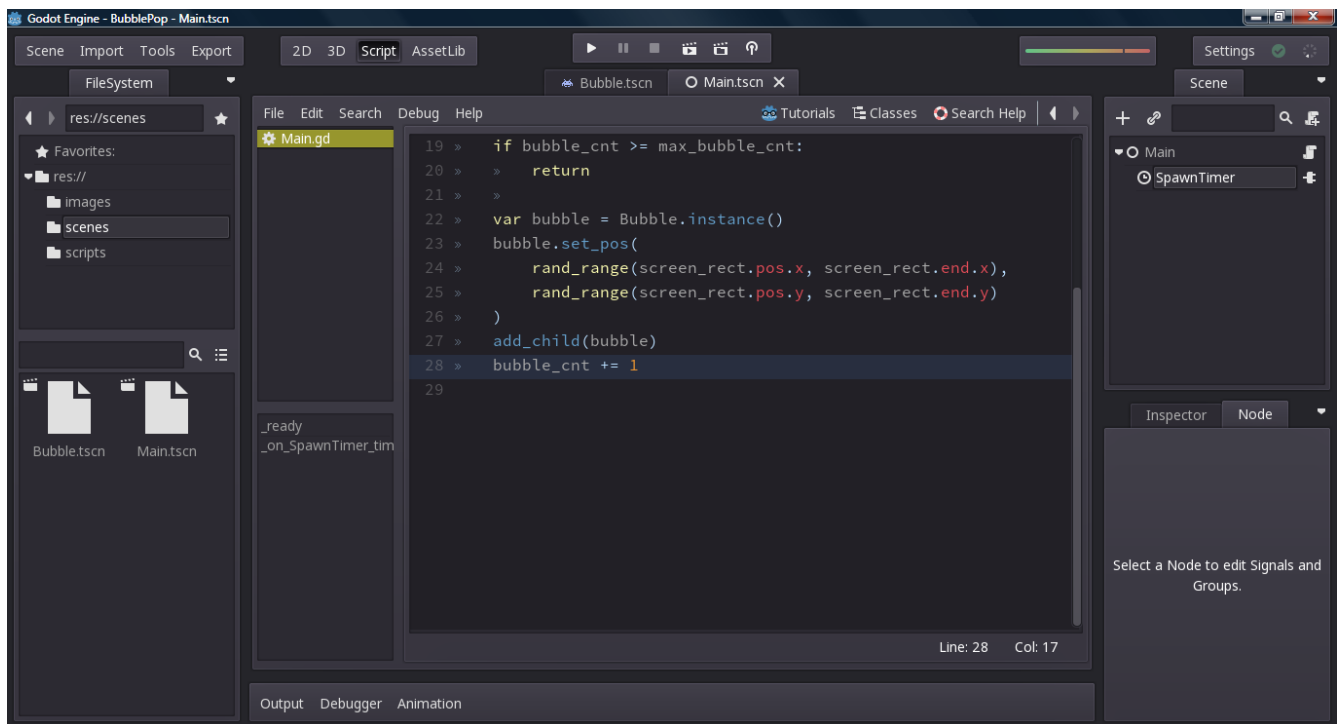 Godot Engine - BubblePop - Main.tscn
Scene Import Tools Export
2D 3D Script AssetLib
Settings
FileSystem
Bubble.tscn
Main.tscn
Scene
res://scenes
Favorites:
res://
images
scenes
scripts
Bubble.tscn
Main.tscn
File Edit Search Debug Help
Tutorials Classes Search Help
Main.gd
_ready
_on_SpawnTimer_tim
19 » if bubble_cnt >= max_bubble_cnt:
20 » » return
21 » »
22 » var bubble = Bubble.instance()
23 » bubble.set_pos(
24 » rand_range(screen_rect.pos.x, screen_rect.end.x),
25 » rand_range(screen_rect.pos.y, screen_rect.end.y)
26 » )
27 » add_child(bubble)
28 » bubble_cnt += 1
29
Line: 28 Col: 17
Output Debugger Animation
Main
SpawnTimer
Inspector Node
Select a Node to edit Signals and
Groups.